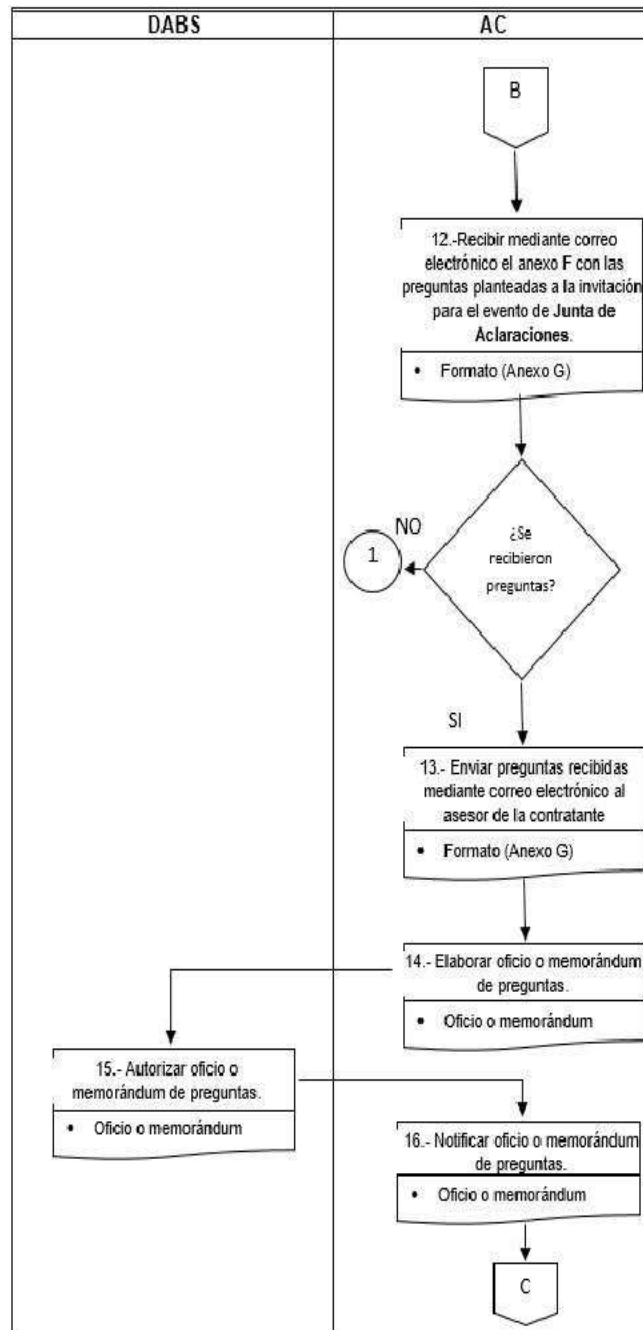 DABS
AC
B
12.-Recibir mediante correo
electrónico el anexo F con las
preguntas planteadas a la invitación
para el evento de Junta de
Aclaraciones.
• Formato (Anexo G)
¿Se
recibieron
preguntas?
NO
1
SI
13.- Enviar preguntas recibidas
mediante correo electrónico al
asesor de la contratante
• Formato (Anexo G)
14.- Elaborar oficio o memorándum
de preguntas.
• Oficio o memorándum
15.- Autorizar oficio o
memorándum de preguntas.
• Oficio o memorándum
16.- Notificar oficio o memorándum
de preguntas.
• Oficio o memorándum
C